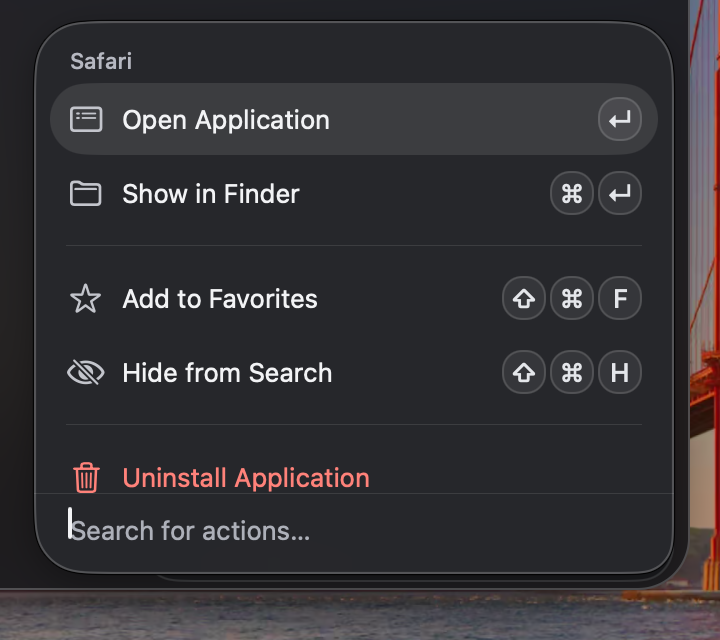 Safari
Open Application ↵
Show in Finder ⌘ ↵
Add to Favorites ⇧ ⌘ F
Hide from Search ⇧ ⌘ H
Uninstall Application
Search for actions...